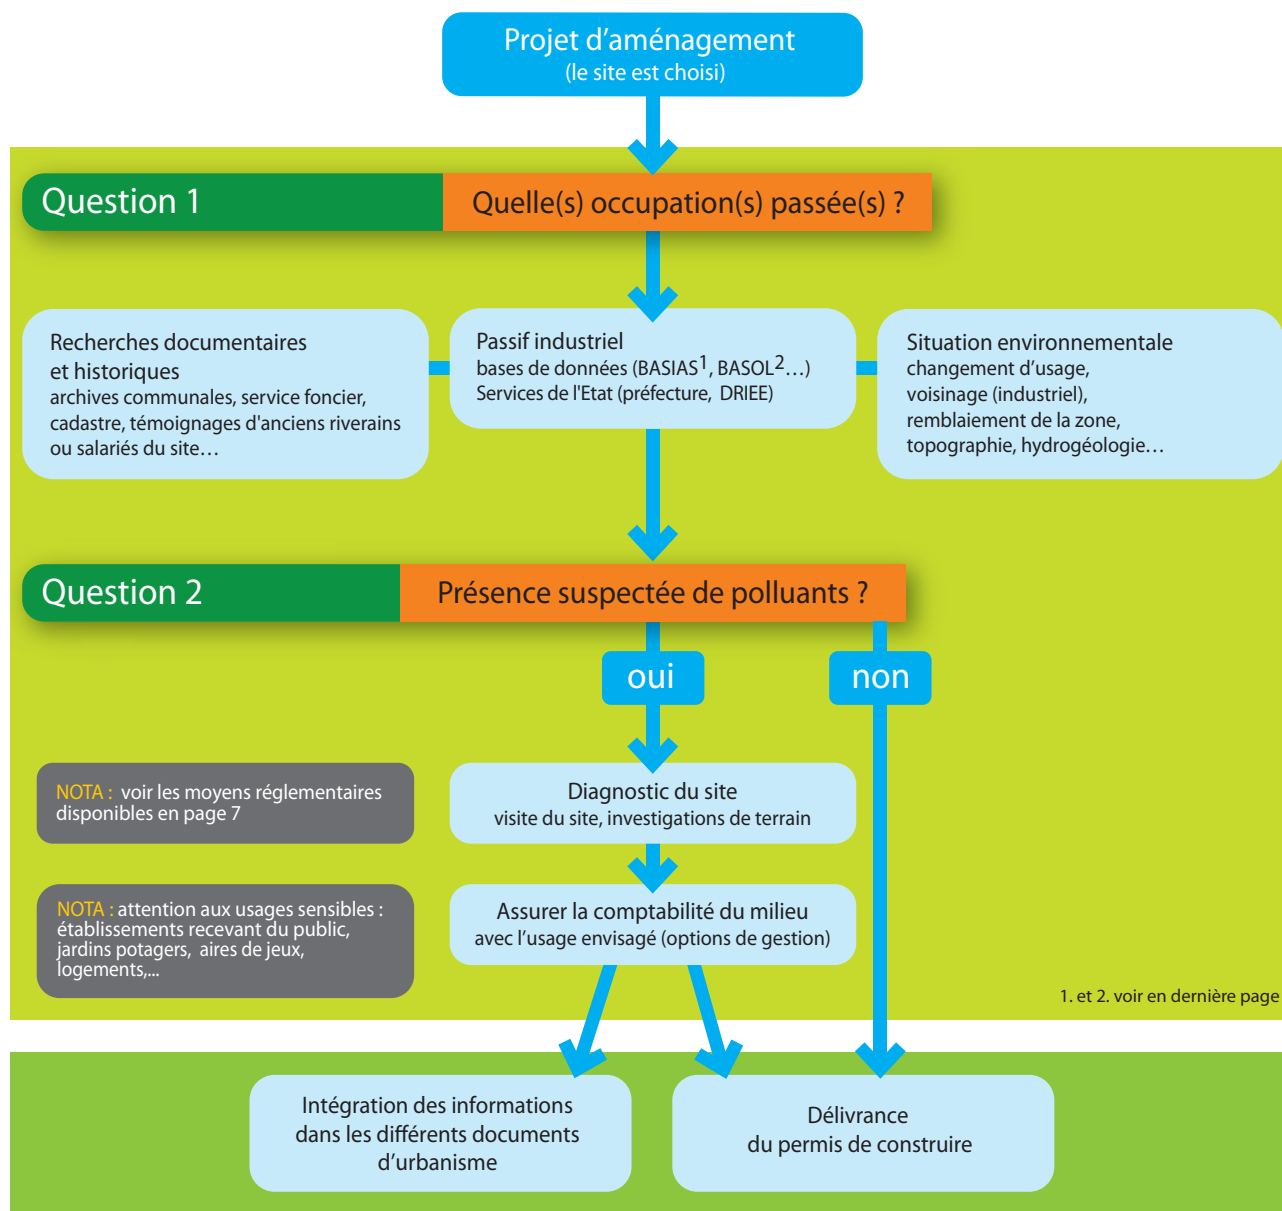 Projet d’aménagement
(le site est choisi)
Question 1
Quelle(s) occupation(s) passée(s) ?
Recherches documentaires
et historiques
archives communales, service foncier,
cadastre, témoignages d'anciens riverains
ou salariés du site…
Passif industriel
bases de données (BASIAS1, BASOL2…)
Services de l'Etat (préfecture, DRIEE)
Situation environnementale
changement d'usage,
voisinage (industriel),
remblaiement de la zone,
topographie, hydrogéologie…
Question 2
Présence suspectée de polluants ?
oui
non
NOTA : voir les moyens réglementaires
disponibles en page 7
Diagnostic du site
visite du site, investigations de terrain
NOTA : attention aux usages sensibles :
établissements recevant du public,
jardins potagers, aires de jeux,
logements,...
Assurer la comptabilité du milieu
avec l’usage envisagé (options de gestion)
1. et 2. voir en dernière page
Intégration des informations
dans les différents documents
d’urbanisme
Délivrance
du permis de construire